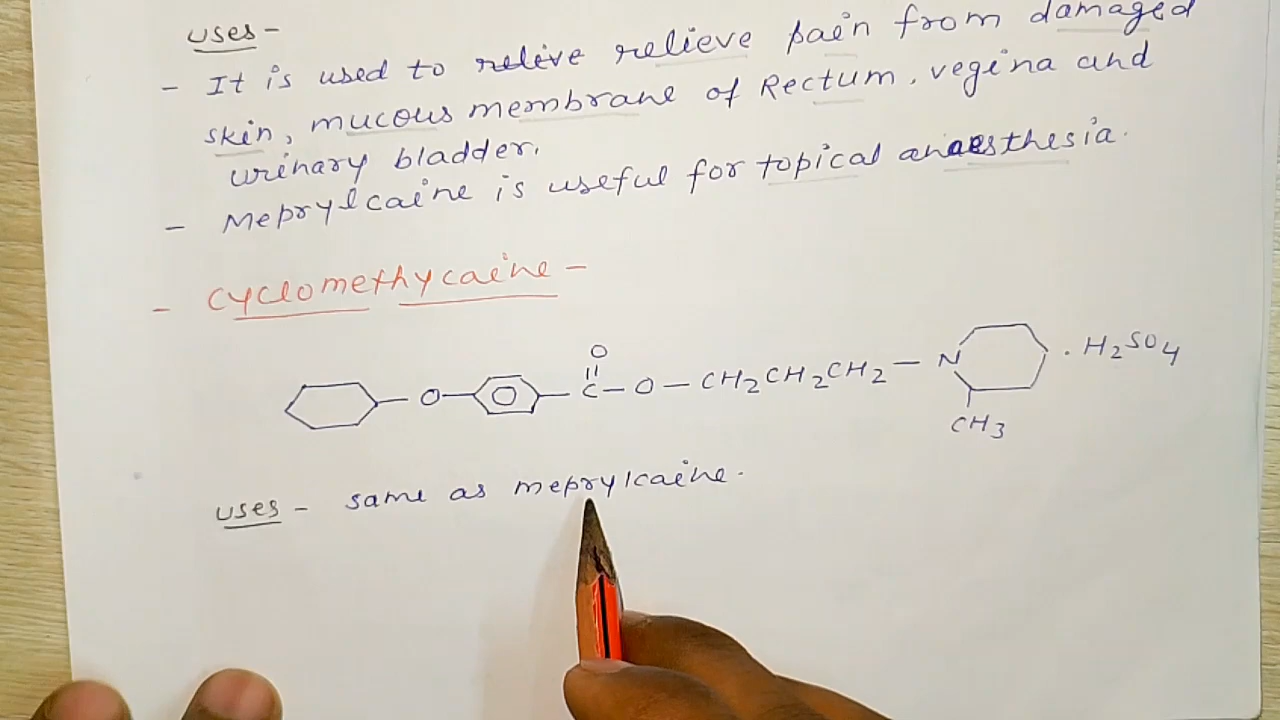 uses-
- It is used to relive relieve pain from damaged
skin, mucous membrane of Rectum, vegina and
urinary bladder.
- Meprylcaine is useful for topical anaesthesia.
- Cyclomethycaine -
O
||
O C-O-CH2CH2CH2- N . H2SO4
CH3
uses - same as meprylcaine.